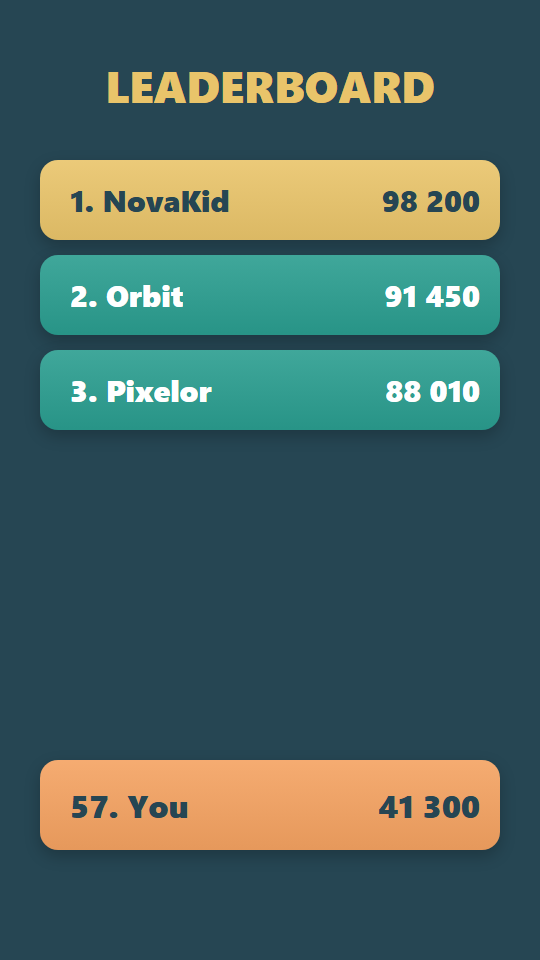 LEADERBOARD
1. NovaKid 98 200
2. Orbit 91 450
3. Pixelor 88 010
57. You 41 300